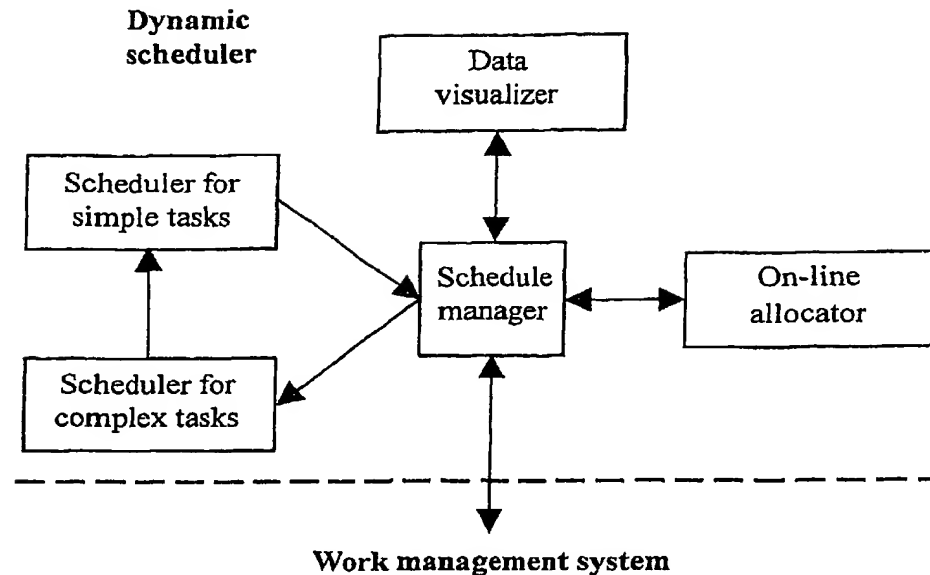 Dynamic
scheduler
Data
visualizer
Scheduler for
simple tasks
Schedule
manager
On-line
allocator
Scheduler for
complex tasks
Work management system